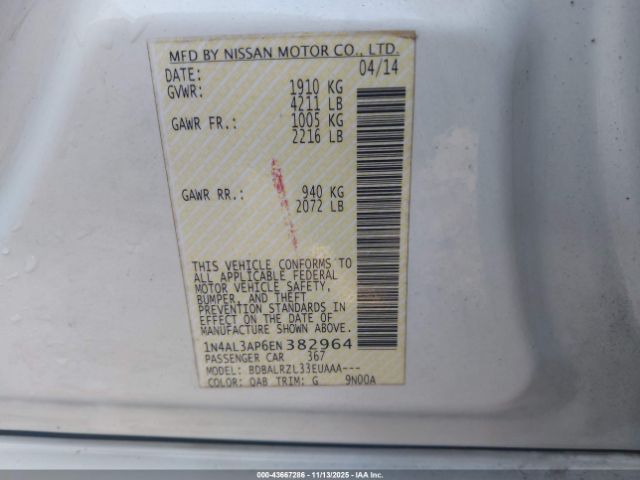 MFD BY NISSAN MOTOR CO., LTD.
DATE: 04/14
GVWR: 1910 KG
4211 LB
GAWR FR.: 1005 KG
2216 LB
GAWR RR.: 940 KG
2072 LB
THIS VEHICLE CONFORMS TO
ALL APPLICABLE FEDERAL
MOTOR VEHICLE SAFETY,
BUMPER, AND THEFT
PREVENTION STANDARDS IN
EFFECT ON THE DATE OF
MANUFACTURE SHOWN ABOVE.
1N4AL3AP6EN382964
PASSENGER CAR 367
MODEL: BDBALRZL33EUAAA---
COLOR: QAB TRIM: G 9N00A
00-43667286 - 11/13/2025 - IAA Inc.